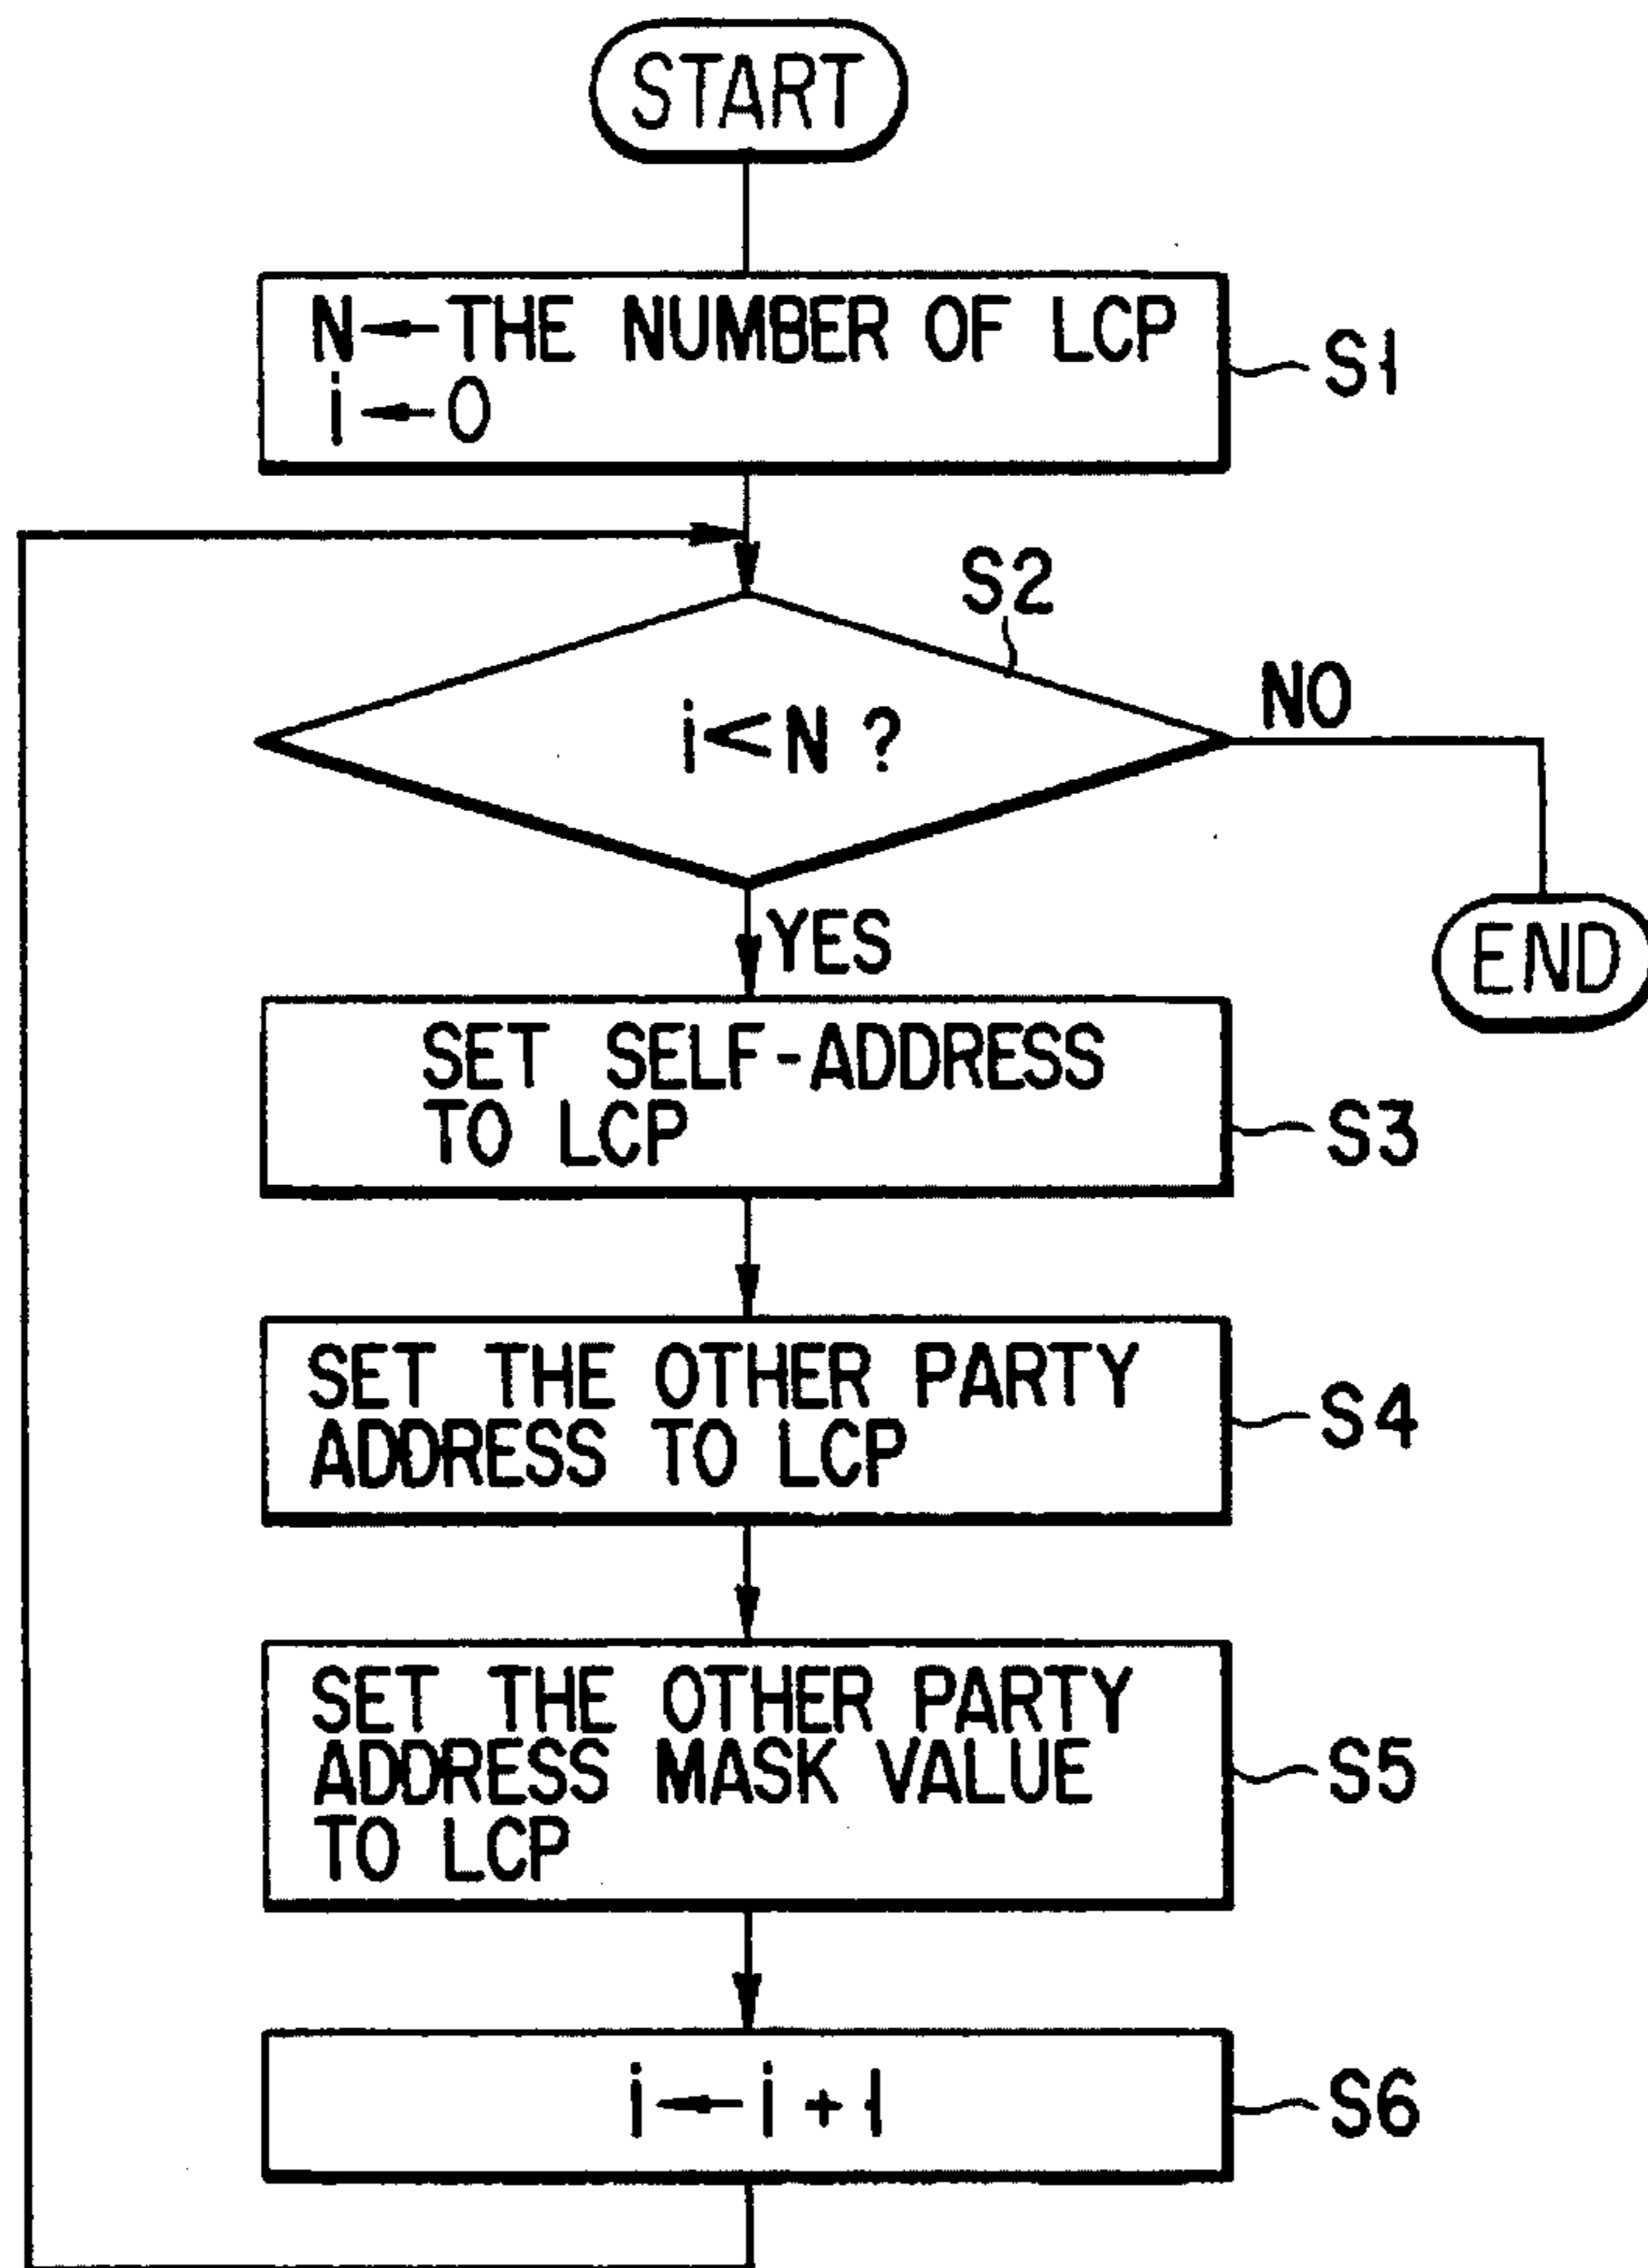 START
N←THE NUMBER OF LCP
i←0
S1
S2
i<N ?
NO
YES
END
SET SELF-ADDRESS
TO LCP
S3
SET THE OTHER PARTY
ADDRESS TO LCP
S4
SET THE OTHER PARTY
ADDRESS MASK VALUE
TO LCP
S5
i←i+1
S6